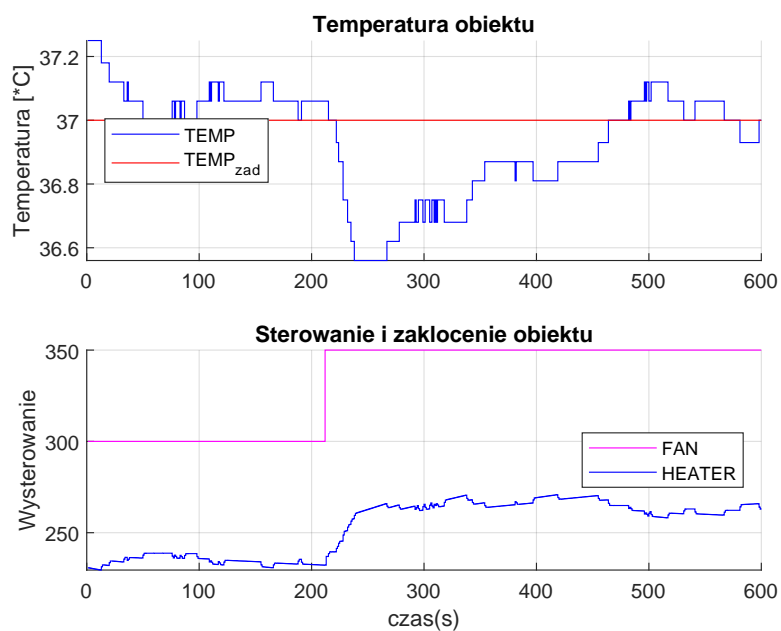 Temperatura obiektu
Temperatura [*C]
37.2
37
36.8
36.6
TEMP
TEMP_zad
0 100 200 300 400 500 600
Sterowanie i zaklocenie obiektu
Wysterowanie
350
300
250
FAN
HEATER
0 100 200 300 400 500 600
czas(s)